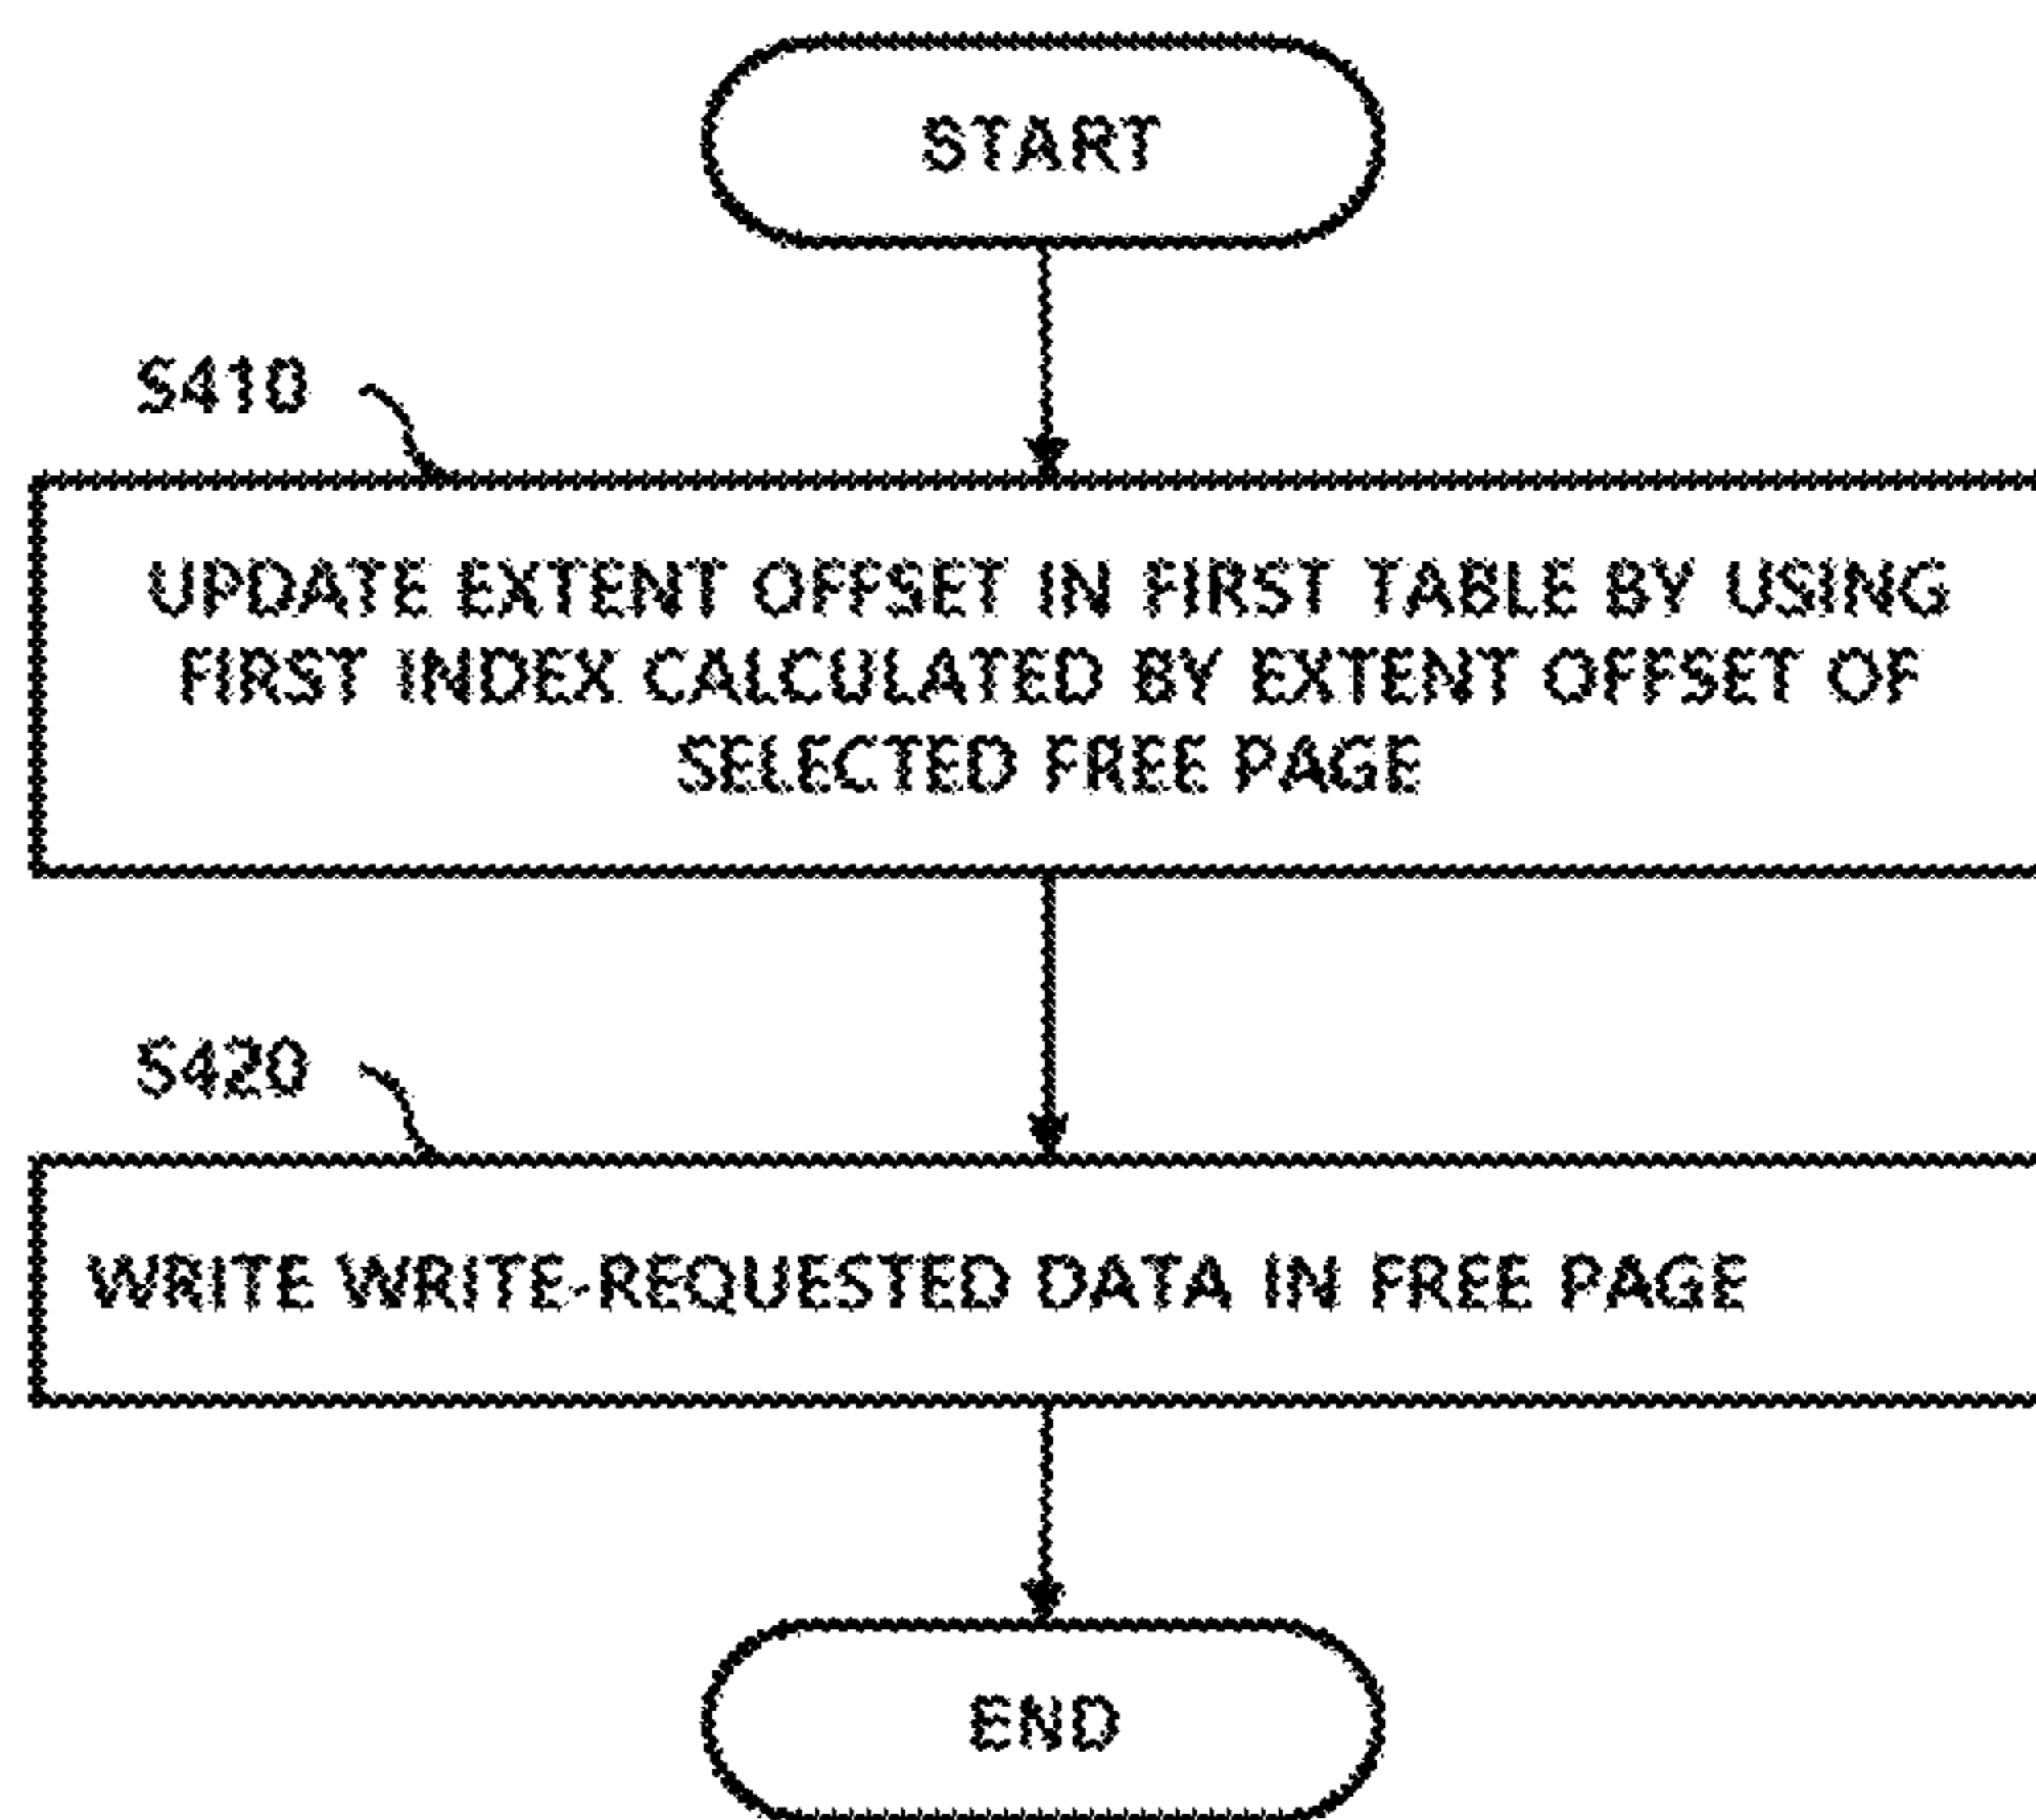 START
S410
UPDATE EXTENT OFFSET IN FIRST TABLE BY USING
FIRST INDEX CALCULATED BY EXTENT OFFSET OF
SELECTED FREE PAGE
S420
WRITE WRITE-REQUESTED DATA IN FREE PAGE
END